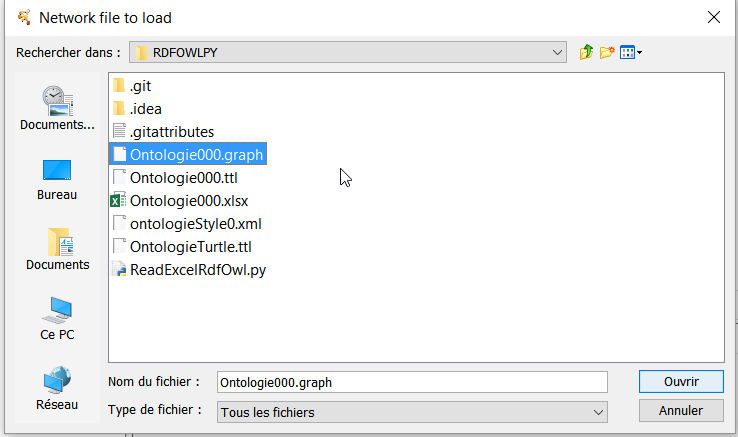 Network file to load
Rechercher dans :
RDFOWLPY
Documents...
Bureau
Documents
Ce PC
Réseau
.git
.idea
.gitattributes
Ontologie000.graph
Ontologie000.ttl
Ontologie000.xlsx
ontologieStyle0.xml
OntologieTurtle.ttl
ReadExcelRdfOwl.py
Nom du fichier :
Ontologie000.graph
Ouvrir
Type de fichier :
Tous les fichiers
Annuler